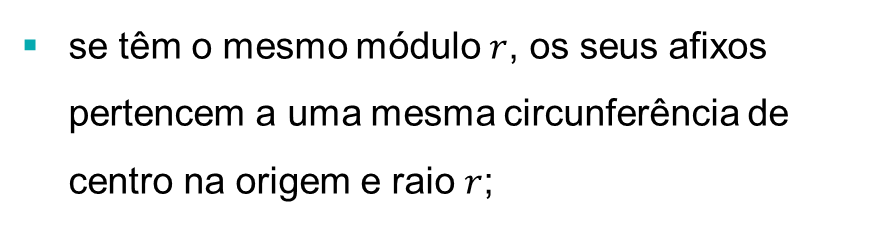 ▪ se têm o mesmo módulo r, os seus afixos
pertencem a uma mesma circunferência de
centro na origem e raio r;